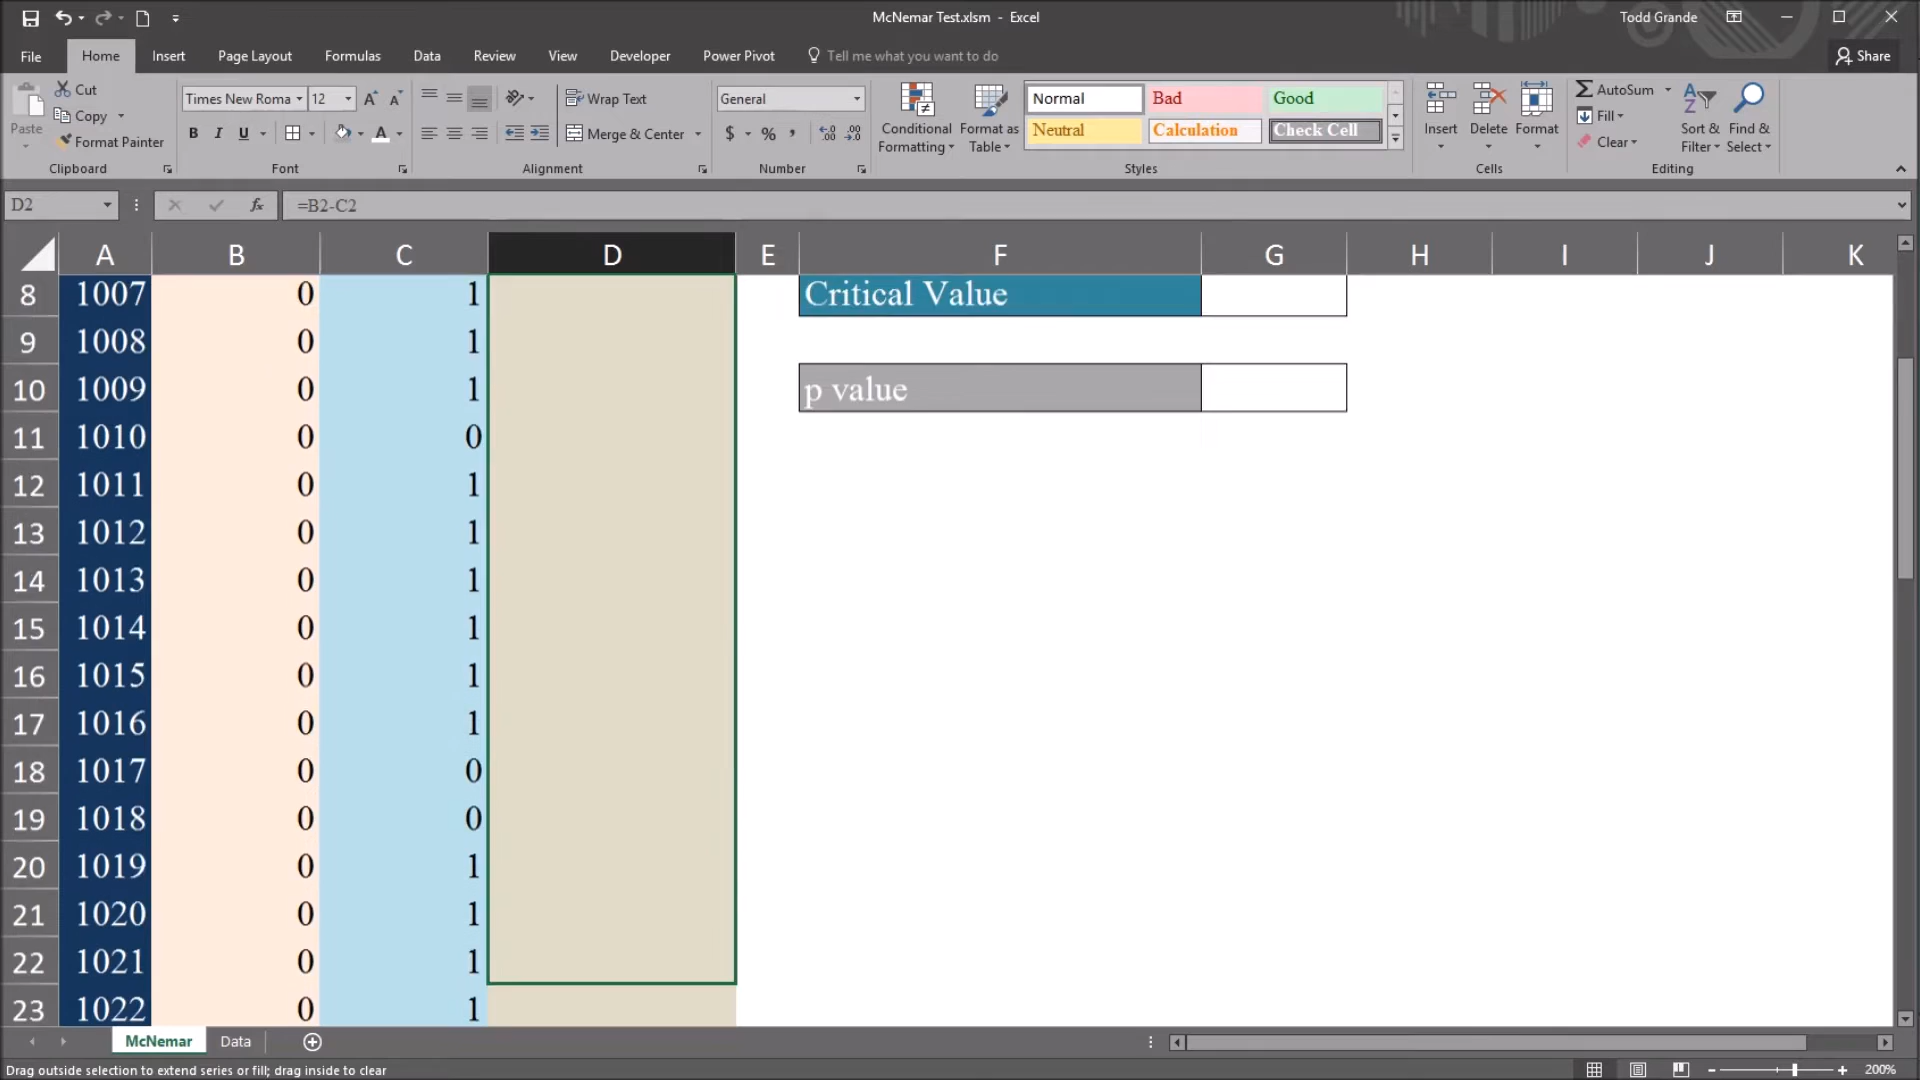 McNemar Test.xlsm - Excel
Todd Grande
File Home Insert Page Layout Formulas Data Review View Developer Power Pivot Tell me what you want to do Share
Paste
Cut
Copy
Format Painter
Clipboard
Times New Roma 12
B I U
Font
Wrap Text
Merge & Center
Alignment
General
$ % ,
Number
Conditional Formatting
Format as Table
Normal Bad Good
Neutral Calculation Check Cell
Styles
Insert Delete Format
Cells
AutoSum
Fill
Clear
Sort & Filter
Find & Select
Editing
D2 fx =B2-C2
A B C D E F G H I J K
8 1007 0 1 Critical Value
9 1008 0 1
10 1009 0 1 p value
11 1010 0 0
12 1011 0 1
13 1012 0 1
14 1013 0 1
15 1014 0 1
16 1015 0 1
17 1016 0 1
18 1017 0 0
19 1018 0 0
20 1019 0 1
21 1020 0 1
22 1021 0 1
23 1022 0 1
McNemar Data
Drag outside selection to extend series or fill; drag inside to clear
200%